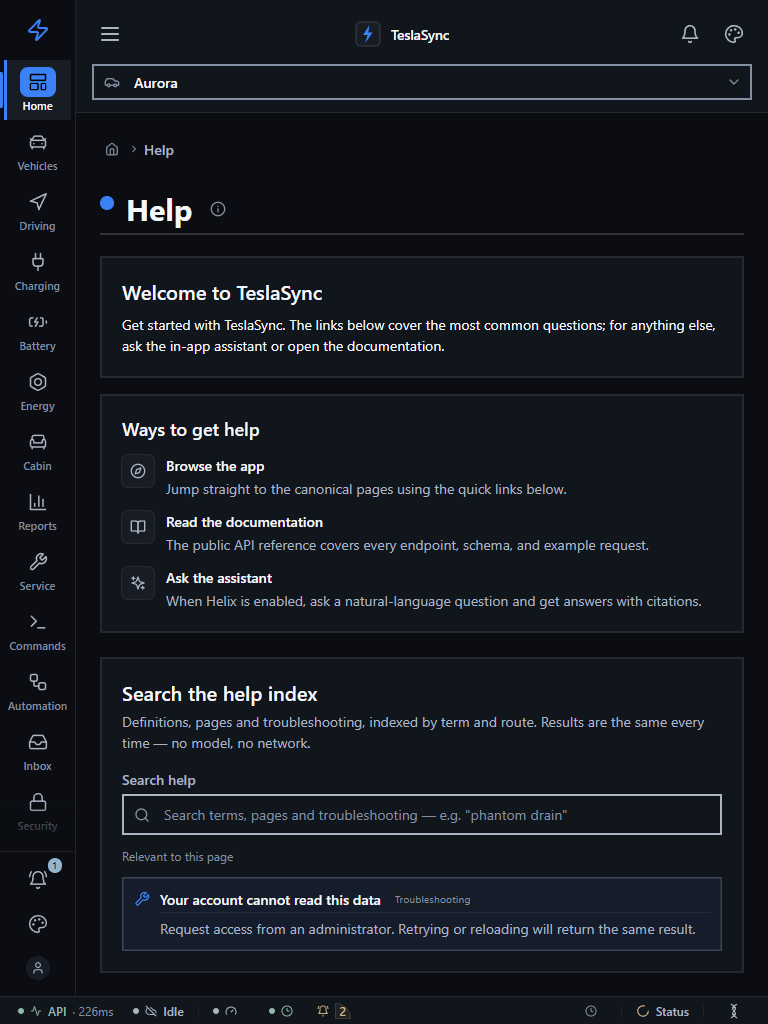 TeslaSync
Aurora
Home
Vehicles
Driving
Charging
Battery
Energy
Cabin
Reports
Service
Commands
Automation
Inbox
Security
1
Help
Help
Welcome to TeslaSync
Get started with TeslaSync. The links below cover the most common questions; for anything else,
ask the in-app assistant or open the documentation.
Ways to get help
Browse the app
Jump straight to the canonical pages using the quick links below.
Read the documentation
The public API reference covers every endpoint, schema, and example request.
Ask the assistant
When Helix is enabled, ask a natural-language question and get answers with citations.
Search the help index
Definitions, pages and troubleshooting, indexed by term and route. Results are the same every
time — no model, no network.
Search help
Search terms, pages and troubleshooting — e.g. "phantom drain"
Relevant to this page
Your account cannot read this data Troubleshooting
Request access from an administrator. Retrying or reloading will return the same result.
API · 226ms Idle 2 Status